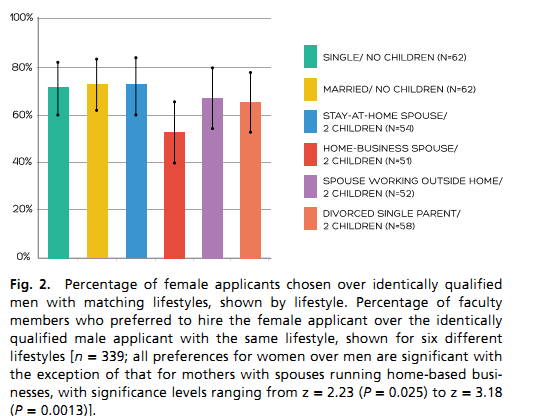 100%
80%
60%
40%
20%
0%
SINGLE/ NO CHILDREN (N=62)
MARRIED/ NO CHILDREN (N=62)
STAY-AT-HOME SPOUSE/
2 CHILDREN (N=54)
HOME-BUSINESS SPOUSE/
2 CHILDREN (N=51)
SPOUSE WORKING OUTSIDE HOME/
2 CHILDREN (N=52)
DIVORCED SINGLE PARENT/
2 CHILDREN (N=58)
Fig. 2. Percentage of female applicants chosen over identically qualified
men with matching lifestyles, shown by lifestyle. Percentage of faculty
members who preferred to hire the female applicant over the identically
qualified male applicant with the same lifestyle, shown for six different
lifestyles [n = 339; all preferences for women over men are significant with
the exception of that for mothers with spouses running home-based busi-
nesses, with significance levels ranging from z = 2.23 (P = 0.025) to z = 3.18
(P = 0.0013)].